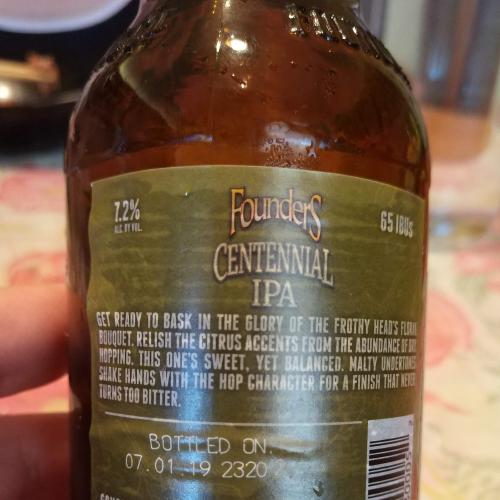 7.2%
ALC. BY VOL.
Founders
65 IBUs
CENTENNIAL
IPA
GET READY TO BASK IN THE GLORY OF THE FROTHY HEAD'S FLORAL
BOUQUET. RELISH THE CITRUS ACCENTS FROM THE ABUNDANCE OF DRY
HOPPING. THIS ONE'S SWEET, YET BALANCED. MALTY UNDERTONES
SHAKE HANDS WITH THE HOP CHARACTER FOR A FINISH THAT NEVER
TURNS TOO BITTER.
BOTTLED ON:
07.01.19 2320